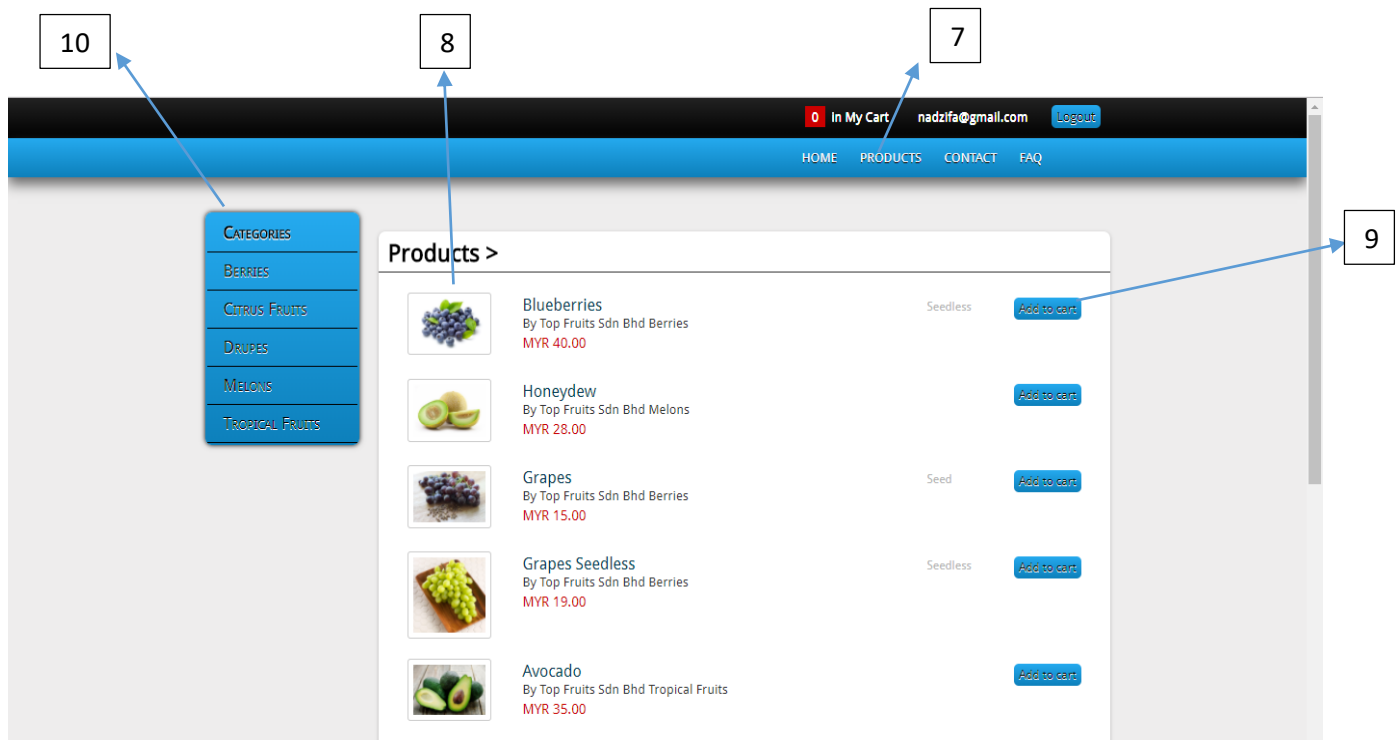 10
8
7
0 In My Cart nadzifa@gmail.com Logout
HOME PRODUCTS CONTACT FAQ
9
Categories
Berries
Citrus Fruits
Drupes
Melons
Tropical Fruits
Products >
Blueberries Seedless Add to cart
By Top Fruits Sdn Bhd Berries
MYR 40.00
Honeydew Add to cart
By Top Fruits Sdn Bhd Melons
MYR 28.00
Grapes Seed Add to cart
By Top Fruits Sdn Bhd Berries
MYR 15.00
Grapes Seedless Seedless Add to cart
By Top Fruits Sdn Bhd Berries
MYR 19.00
Avocado Add to cart
By Top Fruits Sdn Bhd Tropical Fruits
MYR 35.00